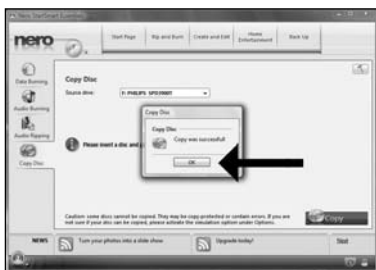 Nero StartSmart Essentials
nero
Start Page
Rip and Burn
Create and Edit
Home Entertainment
Back Up
Data Burning
Audio Burning
Audio Ripping
Copy Disc
Copy Disc
Source drive:
F: PHILIPS SPD3900T
Copy Disc
Copy Disc
Copy was successful!
OK
Please insert a disc and
Caution: some discs cannot be copied. They may be copy-protected or contain errors. If you are
not sure if your disc can be copied, please activate the simulation option under Options.
Copy
NEWS
Turn your photos into a slide show
Upgrade today!